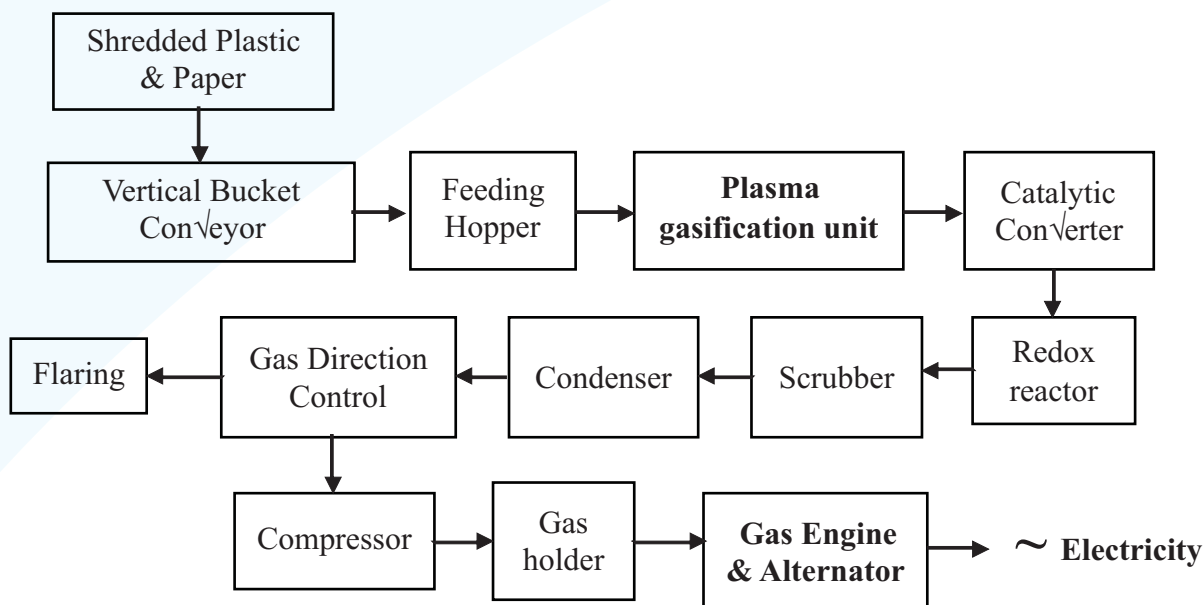 Shredded Plastic
& Paper
Vertical Bucket
Con√eyor
Feeding
Hopper
Plasma
gasification unit
Catalytic
Con√erter
Flaring
Gas Direction
Control
Condenser
Scrubber
Redox
reactor
Compressor
Gas
holder
Gas Engine
& Alternator
~ Electricity